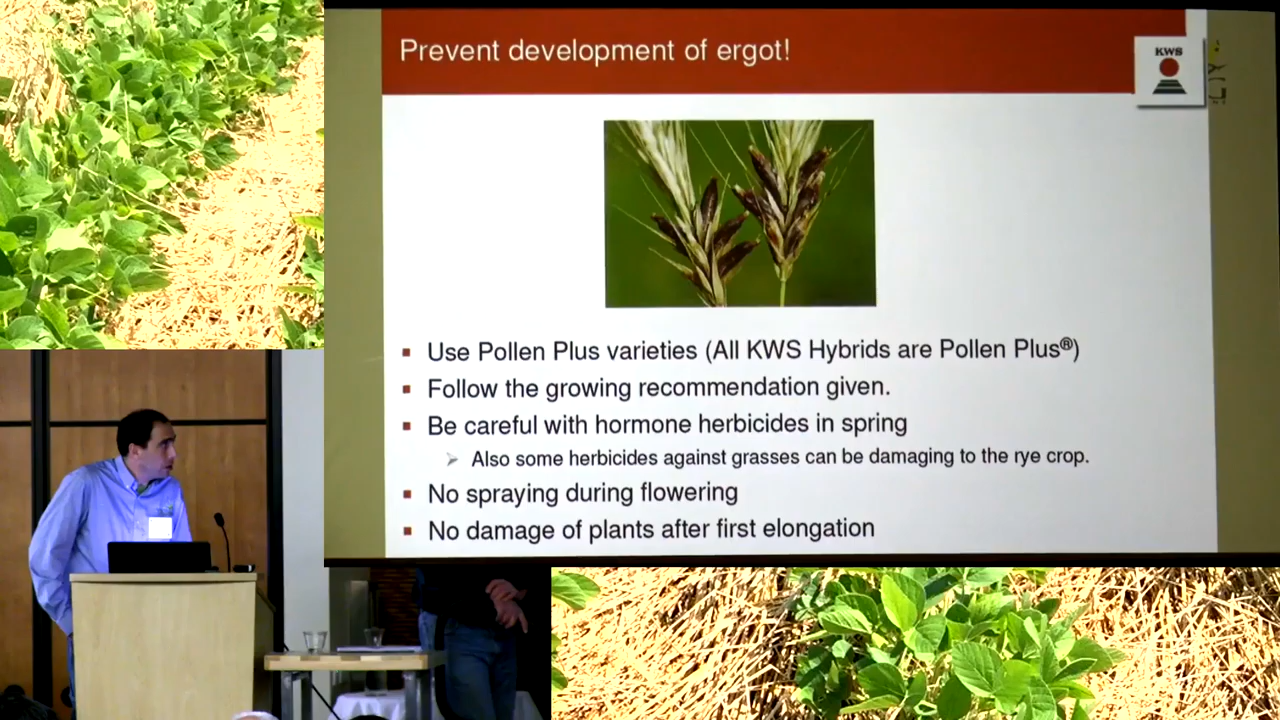 Prevent development of ergot!
KWS
Use Pollen Plus varieties (All KWS Hybrids are Pollen Plus®)
Follow the growing recommendation given.
Be careful with hormone herbicides in spring
Also some herbicides against grasses can be damaging to the rye crop.
No spraying during flowering
No damage of plants after first elongation